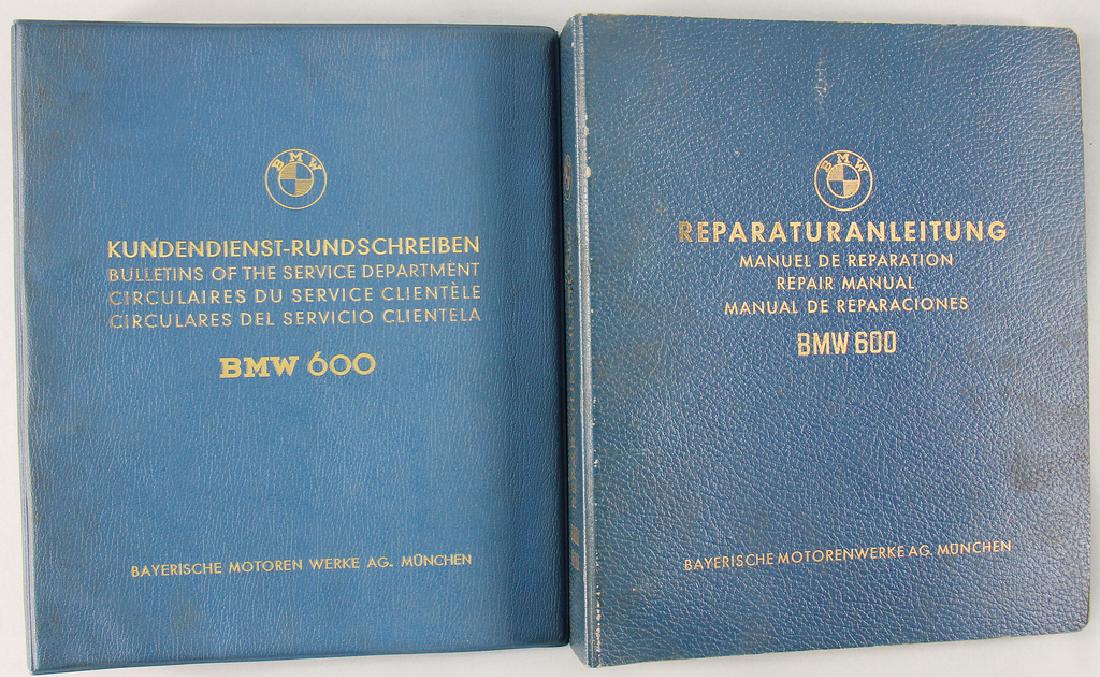 BMW
KUNDENDIENST-RUNDSCHREIBEN
BULLETINS OF THE SERVICE DEPARTMENT
CIRCULAIRES DU SERVICE CLIENTÈLE
CIRCULARES DEL SERVICIO CLIENTELA
BMW 600
BAYERISCHE MOTOREN WERKE AG. MÜNCHEN
BMW
REPARATURANLEITUNG
MANUEL DE REPARATION
REPAIR MANUAL
MANUAL DE REPARACIONES
BMW 600
BAYERISCHE MOTORENWERKE AG. MÜNCHEN